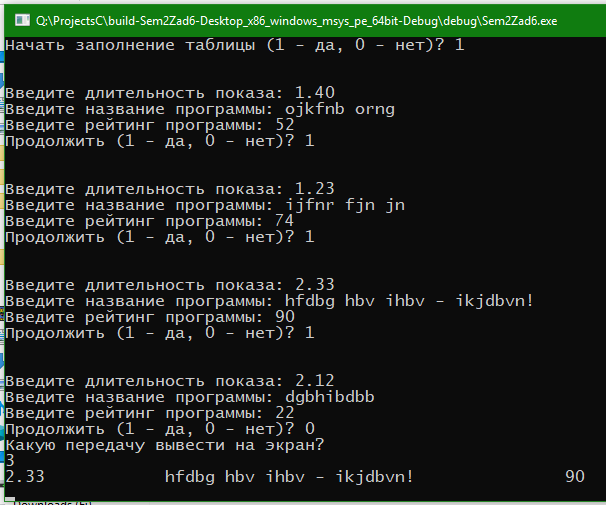 Q:\ProjectsC\build-Sem2Zad6-Desktop_x86_windows_msys_pe_64bit-Debug\debug\Sem2Zad6.exe
Начать заполнение таблицы (1 - да, 0 - нет)? 1
Введите длительность показа: 1.40
Введите название программы: ojkfnb orng
Введите рейтинг программы: 52
Продолжить (1 - да, 0 - нет)? 1
Введите длительность показа: 1.23
Введите название программы: ijfnr fjn jn
Введите рейтинг программы: 74
Продолжить (1 - да, 0 - нет)? 1
Введите длительность показа: 2.33
Введите название программы: hfdbg hbv ihbv - ikjdbvn!
Введите рейтинг программы: 90
Продолжить (1 - да, 0 - нет)? 1
Введите длительность показа: 2.12
Введите название программы: dgbhibdbb
Введите рейтинг программы: 22
Продолжить (1 - да, 0 - нет)? 0
Какую передачу вывести на экран?
3
2.33 hfdbg hbv ihbv - ikjdbvn! 90